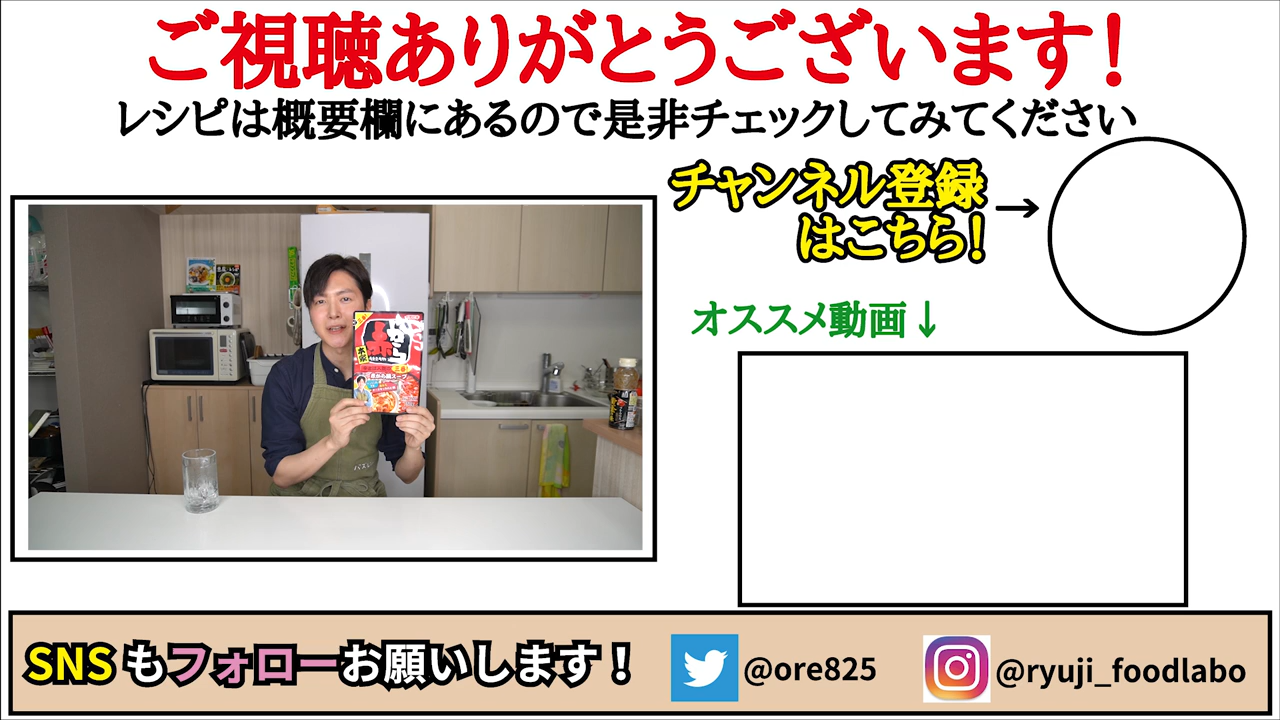 ご視聴ありがとうございます!
レシピは概要欄にあるので是非チェックしてみてください
チャンネル登録
はこちら!
→
オススメ動画↓
赤から
SNSもフォローお願いします!
@ore825
@ryuji_foodlabo